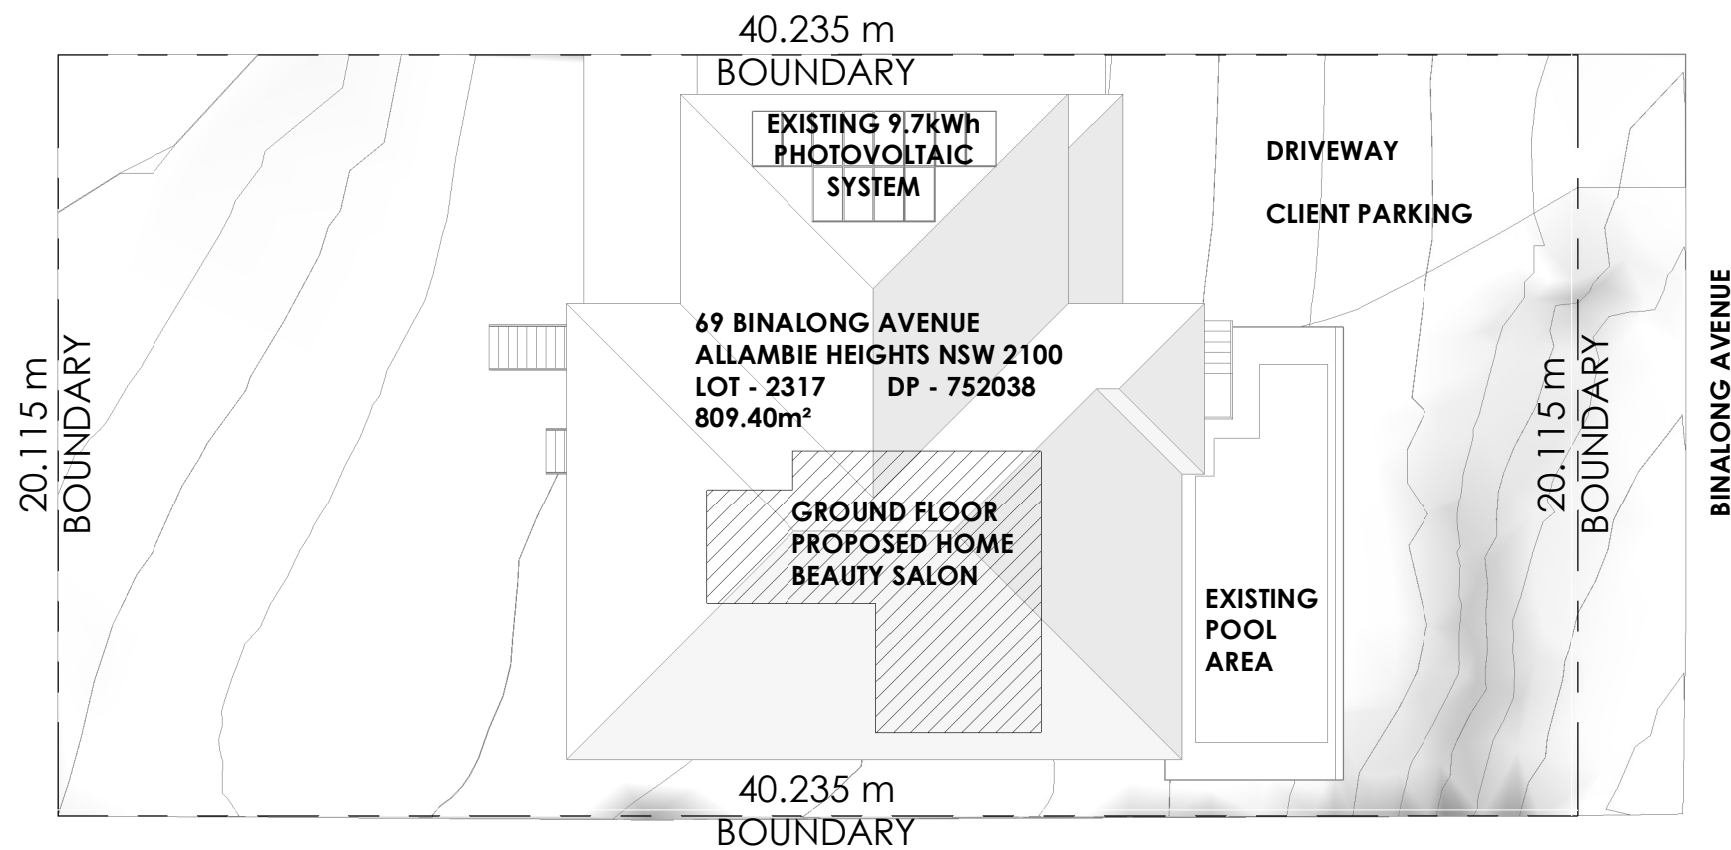 40.235 m
BOUNDARY
EXISTING 9.7kWh
PHOTOVOLTAIC
SYSTEM
DRIVEWAY
CLIENT PARKING
69 BINALONG AVENUE
ALLAMBIE HEIGHTS NSW 2100
LOT - 2317 DP - 752038
809.40m²
20.115 m
BOUNDARY
20.115 m
BOUNDARY
BINALONG AVENUE
GROUND FLOOR
PROPOSED HOME
BEAUTY SALON
EXISTING
POOL
AREA
40.235 m
BOUNDARY